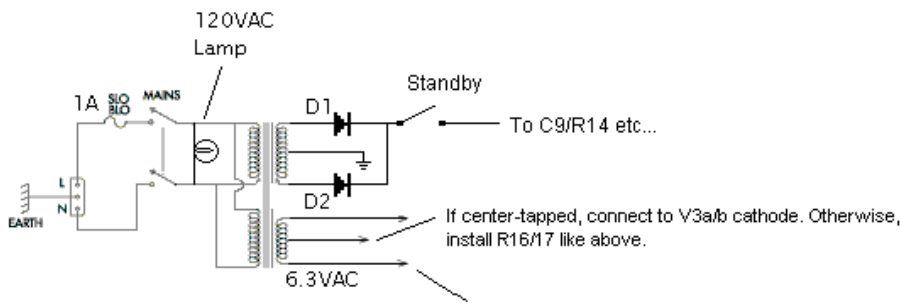 120VAC
Lamp
Standby
1A SLO BLO
MAINS
D1
To C9/R14 etc...
L
N
EARTH
D2
If center-tapped, connect to V3a/b cathode. Otherwise,
install R16/17 like above.
6.3VAC